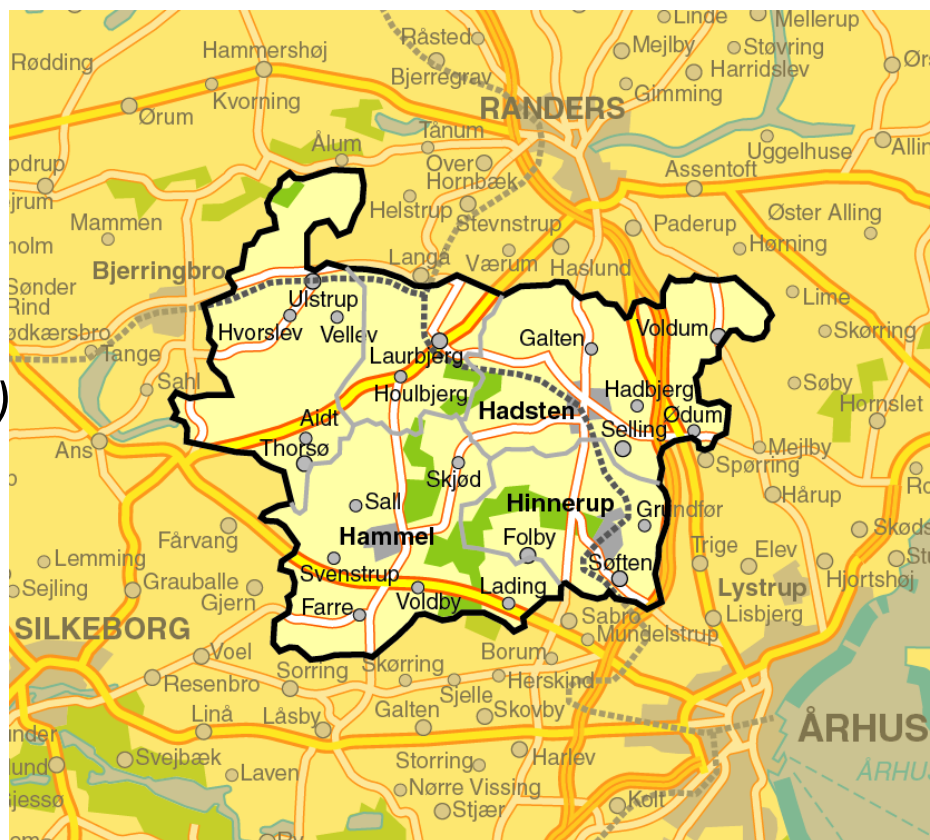 Linde
Mellerup
Råsted
Mejlby
Støvring
Hammershøj
Rødding
Bjerregrav
Harridslev
Gimming
Kvorning
RANDERS
Ørum
Tånum
Ålum
Over
Hornbæk
Uggelhuse
Assentoft
Helstrup
Stevnstrup
Mammen
Paderup
Øster Alling
Hørning
Langå
Værum
Haslund
Bjerringbro
Sønder
Rind
Ulstrup
Lime
Hvorslev
Vellev
Galten
Voldum
Skørring
Tange
Laurbjerg
Sahl
Houlbjerg
Hadbjerg
Søby
Hadsten
Ødum
Hornslet
Aidt
Selling
Ans
Thorsø
Mejlby
Spørring
Skjød
Sall
Hinnerup
Hårup
Grundfør
Fårvang
Hammel
Folby
Trige
Elev
Lemming
Svenstrup
Søften
Hjortshøj
Sejling
Grauballe
Gjern
Voldby
Lading
Lystrup
Farre
Sabro
Lisbjerg
SILKEBORG
Mundelstrup
Voel
Borum
Sorring
Skørring
Herskind
Resenbro
Sjelle
Linå
Låsby
Galten
Skovby
ÅRHUS
Svejbæk
Harlev
Storring
Laven
Nørre Vissing
Stjær
Kolt
Ry